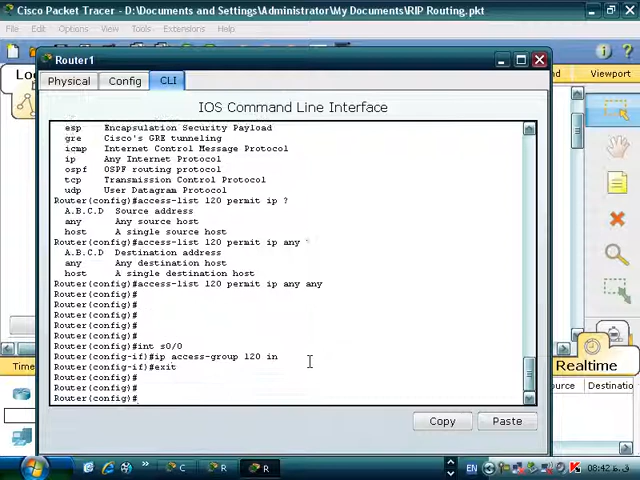 Cisco Packet Tracer - D:\Documents and Settings\Administrator\My Documents\RIP Routing.pkt
File Edit Options View Tools Extensions Help
Viewport
Router1
Physical Config CLI
IOS Command Line Interface
esp Encapsulation Security Payload
gre Cisco's GRE tunneling
icmp Internet Control Message Protocol
ip Any Internet Protocol
ospf OSPF routing protocol
tcp Transmission Control Protocol
udp User Datagram Protocol
Router(config)#access-list 120 permit ip ?
A.B.C.D Source address
any Any source host
host A single source host
Router(config)#access-list 120 permit ip any
A.B.C.D Destination address
any Any destination host
host A single destination host
Router(config)#access-list 120 permit ip any any
Router(config)#
Router(config)#
Router(config)#
Router(config)#
Router(config)#
Router(config)#int s0/0
Router(config-if)#ip access-group 120 in
Router(config-if)#exit
Router(config)#
Router(config)#
Router(config)#
Copy Paste
Time
Realtime
ource Destinatio
C R R EN 08:42